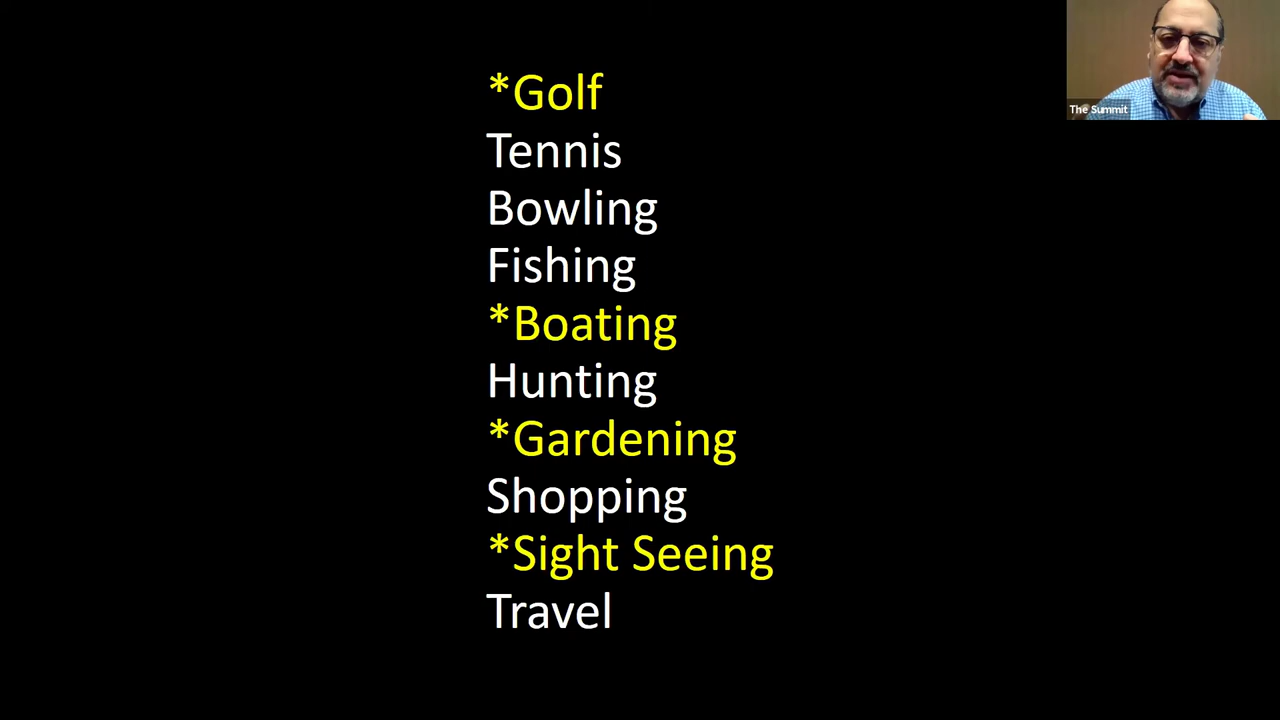 *Golf
Tennis
Bowling
Fishing
*Boating
Hunting
*Gardening
Shopping
*Sight Seeing
Travel
The Summit